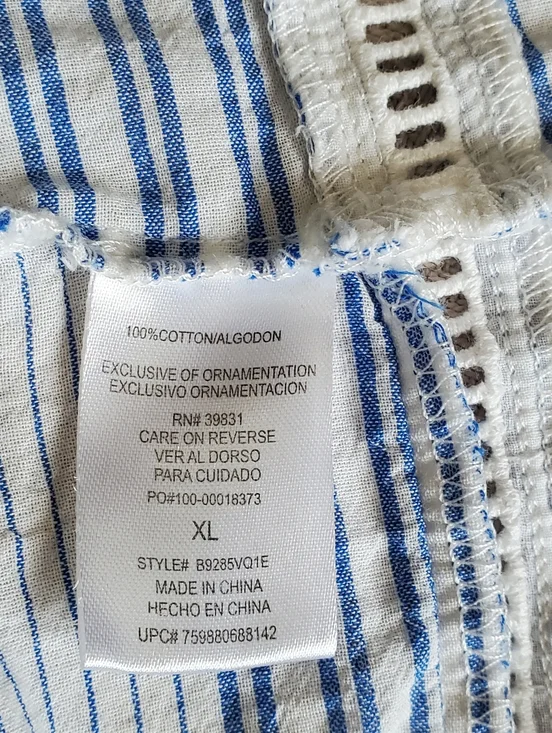 100%COTTON/ALGODON
EXCLUSIVE OF ORNAMENTATION
EXCLUSIVO ORNAMENTACION
RN# 39831
CARE ON REVERSE
VER AL DORSO
PARA CUIDADO
PO#100-00018373
XL
STYLE# B9285VQ1E
MADE IN CHINA
HECHO EN CHINA
UPC# 759880688142